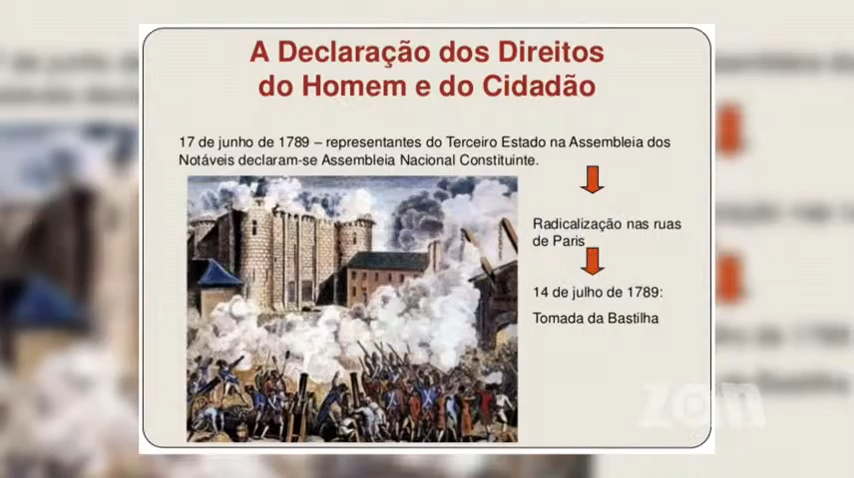 A Declaração dos Direitos
do Homem e do Cidadão
17 de junho de 1789 – representantes do Terceiro Estado na Assembleia dos
Notáveis declaram-se Assembleia Nacional Constituinte.
Radicalização nas ruas
de Paris
14 de julho de 1789:
Tomada da Bastilha
zan